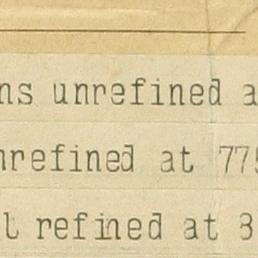 ns unrefined a
nrefined at 775
l refined at 8